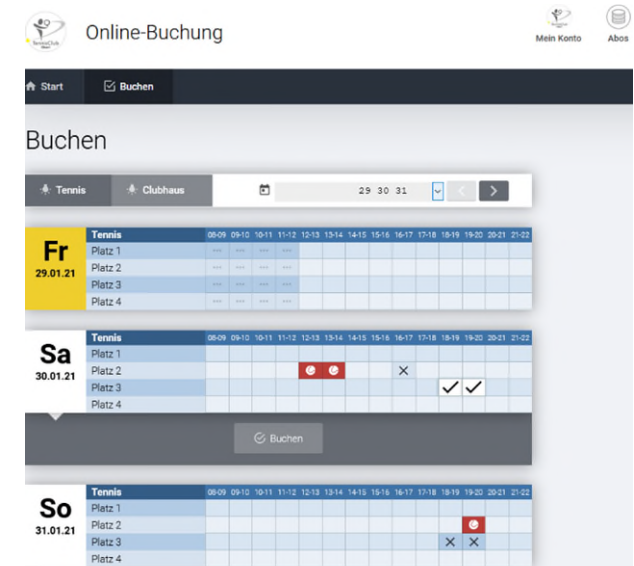 Online-Buchung
Mein Konto
Abos
Start
Buchen
Buchen
Tennis
Clubhaus
29 30 31
Fr
29.01.21
Tennis 08-09 09-10 10-11 11-12 12-13 13-14 14-15 15-16 16-17 17-18 18-19 19-20 20-21 21-22
Platz 1
Platz 2
Platz 3
Platz 4
Sa
30.01.21
Tennis 08-09 09-10 10-11 11-12 12-13 13-14 14-15 15-16 16-17 17-18 18-19 19-20 20-21 21-22
Platz 1
Platz 2
Platz 3
Platz 4
Buchen
So
31.01.21
Tennis 08-09 09-10 10-11 11-12 12-13 13-14 14-15 15-16 16-17 17-18 18-19 19-20 20-21 21-22
Platz 1
Platz 2
Platz 3
Platz 4